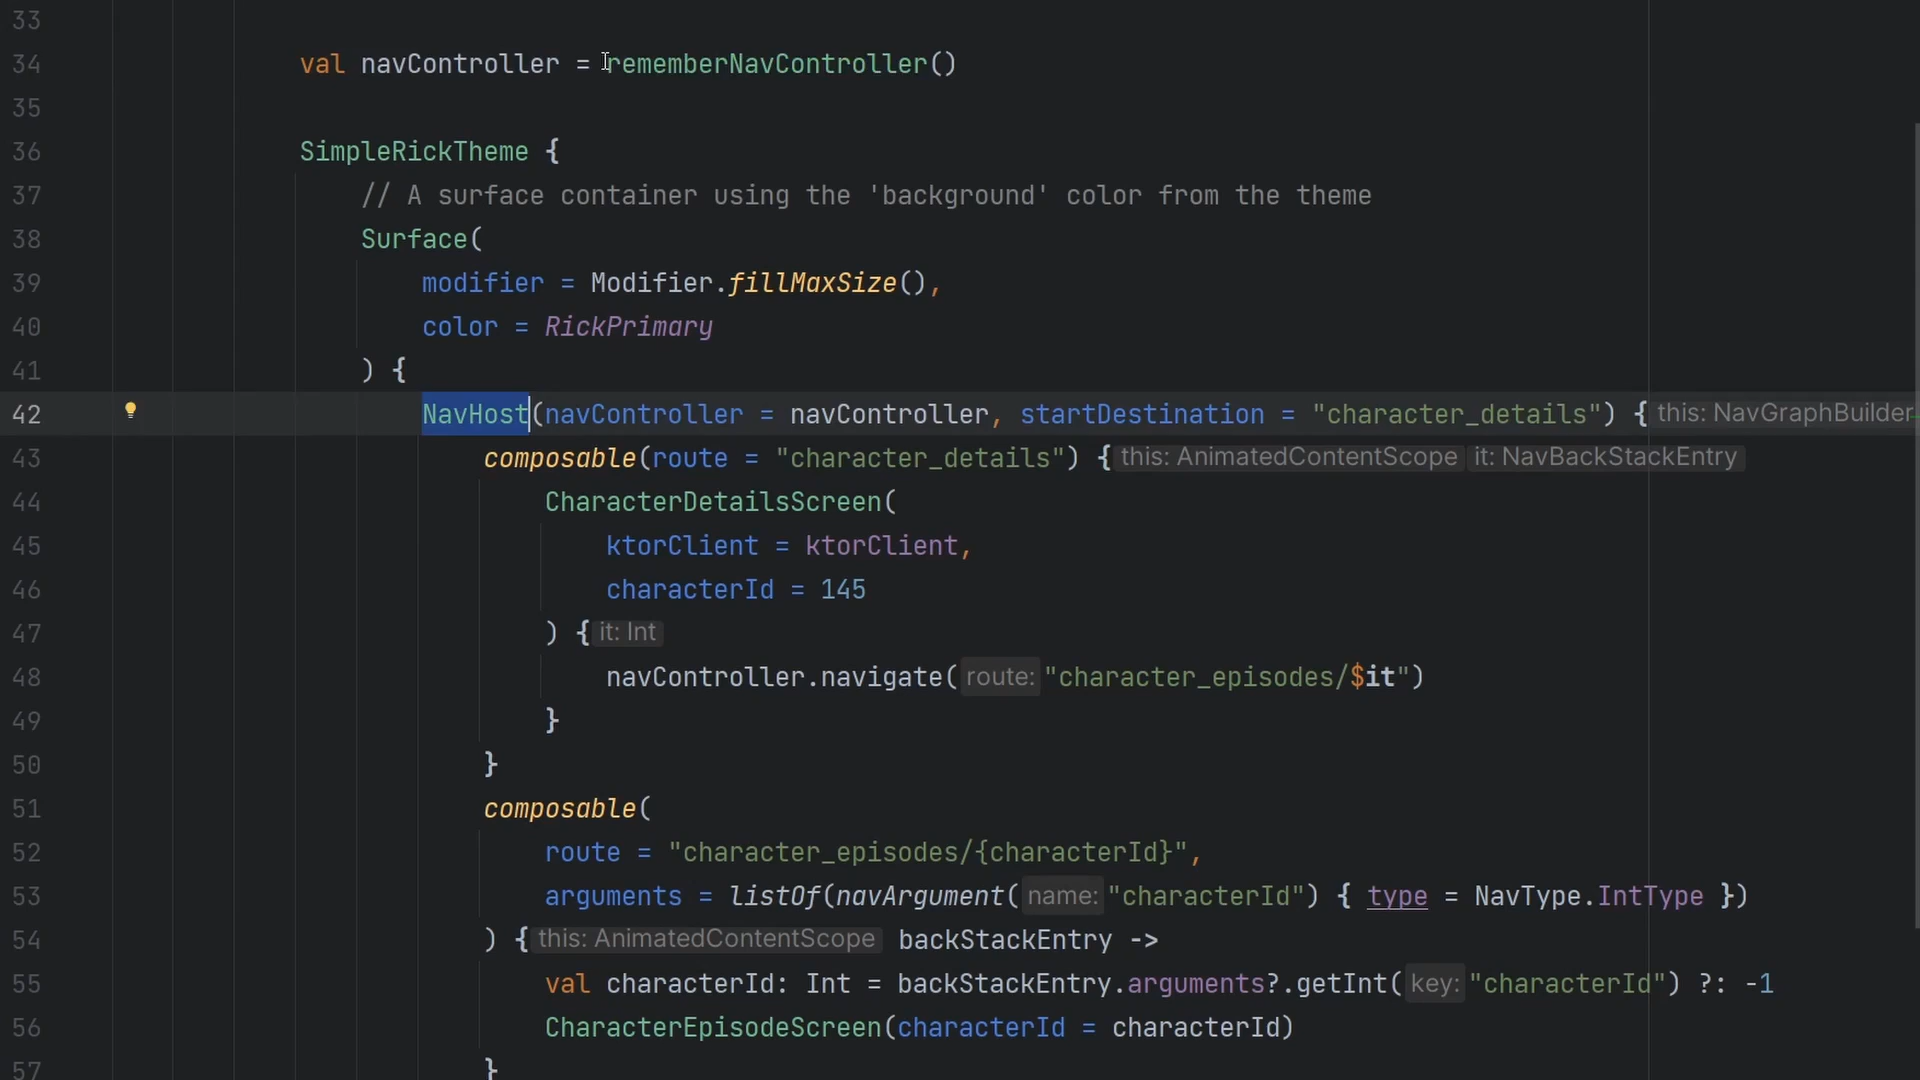 33
34 val navController = rememberNavController()
35
36 SimpleRickTheme {
37 // A surface container using the 'background' color from the theme
38 Surface(
39 modifier = Modifier.fillMaxSize(),
40 color = RickPrimary
41 ) {
42 NavHost(navController = navController, startDestination = "character_details") { this: NavGraphBuilder
43 composable(route = "character_details") { this: AnimatedContentScope it: NavBackStackEntry
44 CharacterDetailsScreen(
45 ktorClient = ktorClient,
46 characterId = 145
47 ) { it: Int
48 navController.navigate( route: "character_episodes/$it")
49 }
50 }
51 composable(
52 route = "character_episodes/{characterId}",
53 arguments = listOf(navArgument( name: "characterId") { type = NavType.IntType })
54 ) { this: AnimatedContentScope backStackEntry ->
55 val characterId: Int = backStackEntry.arguments?.getInt( key: "characterId") ?: -1
56 CharacterEpisodeScreen(characterId = characterId)
57 }